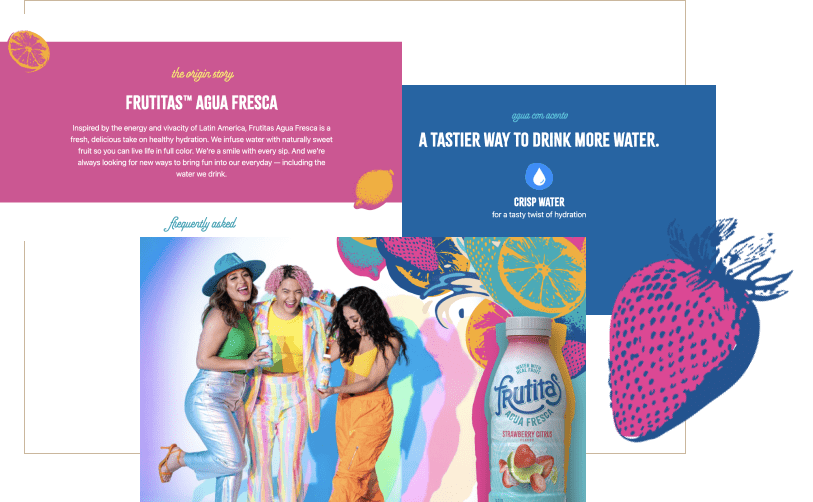 the origin story
FRUTITAS™ AGUA FRESCA
Inspired by the energy and vivacity of Latin America, Frutitas Agua Fresca is a
fresh, delicious take on healthy hydration. We infuse water with naturally sweet
fruit so you can live life in full color. We're a smile with every sip. And we're
always looking for new ways to bring fun into our everyday — including the
water we drink.
agua con acento
A TASTIER WAY TO DRINK MORE WATER.
CRISP WATER
for a tasty twist of hydration
frequently asked
WATER WITH
REAL FRUIT
frutitas
AGUA FRESCA
STRAWBERRY CITRUS